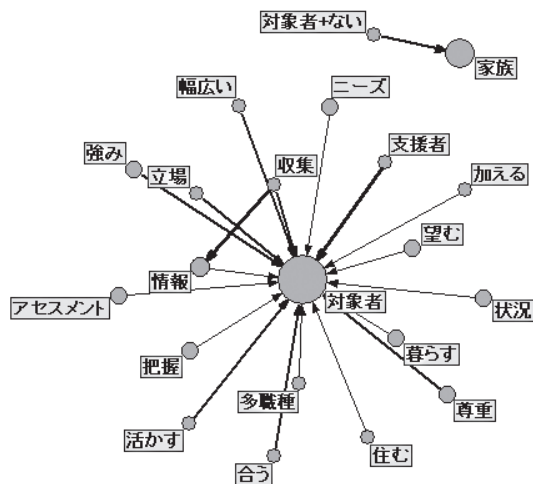 対象者+ない
家族
幅広い
ニーズ
強み
立場
収集
支援者
加える
望む
情報
アセスメント
対象者
状況
把握
暮らす
多職種
尊重
活かす
合う
住む